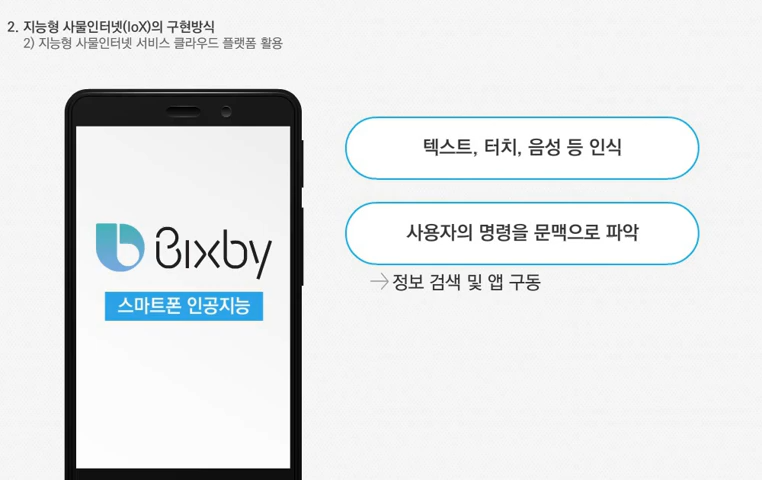 2. 지능형 사물인터넷(IoX)의 구현방식
2) 지능형 사물인터넷 서비스 클라우드 플랫폼 활용
텍스트, 터치, 음성 등 인식
사용자의 명령을 문맥으로 파악
→ 정보 검색 및 앱 구동
b Bixby
스마트폰 인공지능